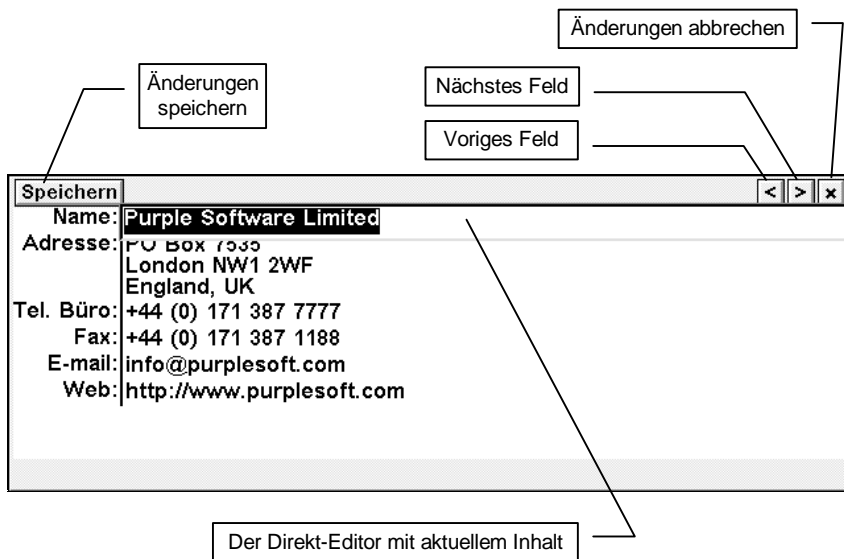 Änderungen abbrechen
Änderungen
speichern
Nächstes Feld
Voriges Feld
Speichern < > ×
Name: Purple Software Limited
Adresse: PO Box 7535
London NW1 2WF
England, UK
Tel. Büro: +44 (0) 171 387 7777
Fax: +44 (0) 171 387 1188
E-mail: info@purplesoft.com
Web: http://www.purplesoft.com
Der Direkt-Editor mit aktuellem Inhalt